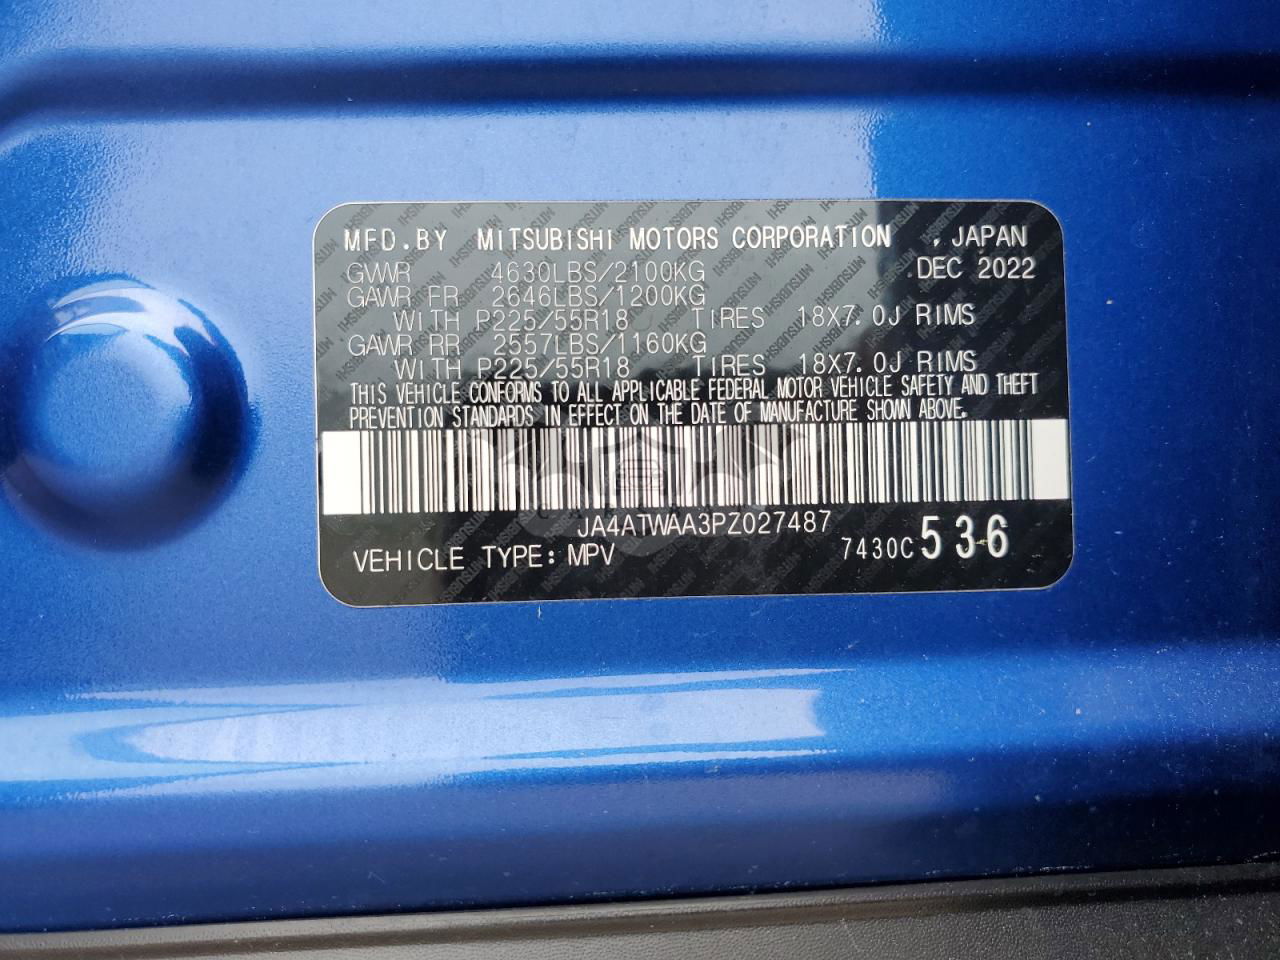 MFD.BY MITSUBISHI MOTORS CORPORATION , JAPAN
GVWR 4630LBS/2100KG DEC 2022
GAWR FR 2646LBS/1200KG
WITH P225/55R18 TIRES 18X7.0J RIMS
GAWR RR 2557LBS/1160KG
WITH P225/55R18 TIRES 18X7.0J RIMS
THIS VEHICLE CONFORMS TO ALL APPLICABLE FEDERAL MOTOR VEHICLE SAFETY AND THEFT
PREVENTION STANDARDS IN EFFECT ON THE DATE OF MANUFACTURE SHOWN ABOVE.
JA4ATWAA3PZ027487
VEHICLE TYPE: MPV 7430C 536